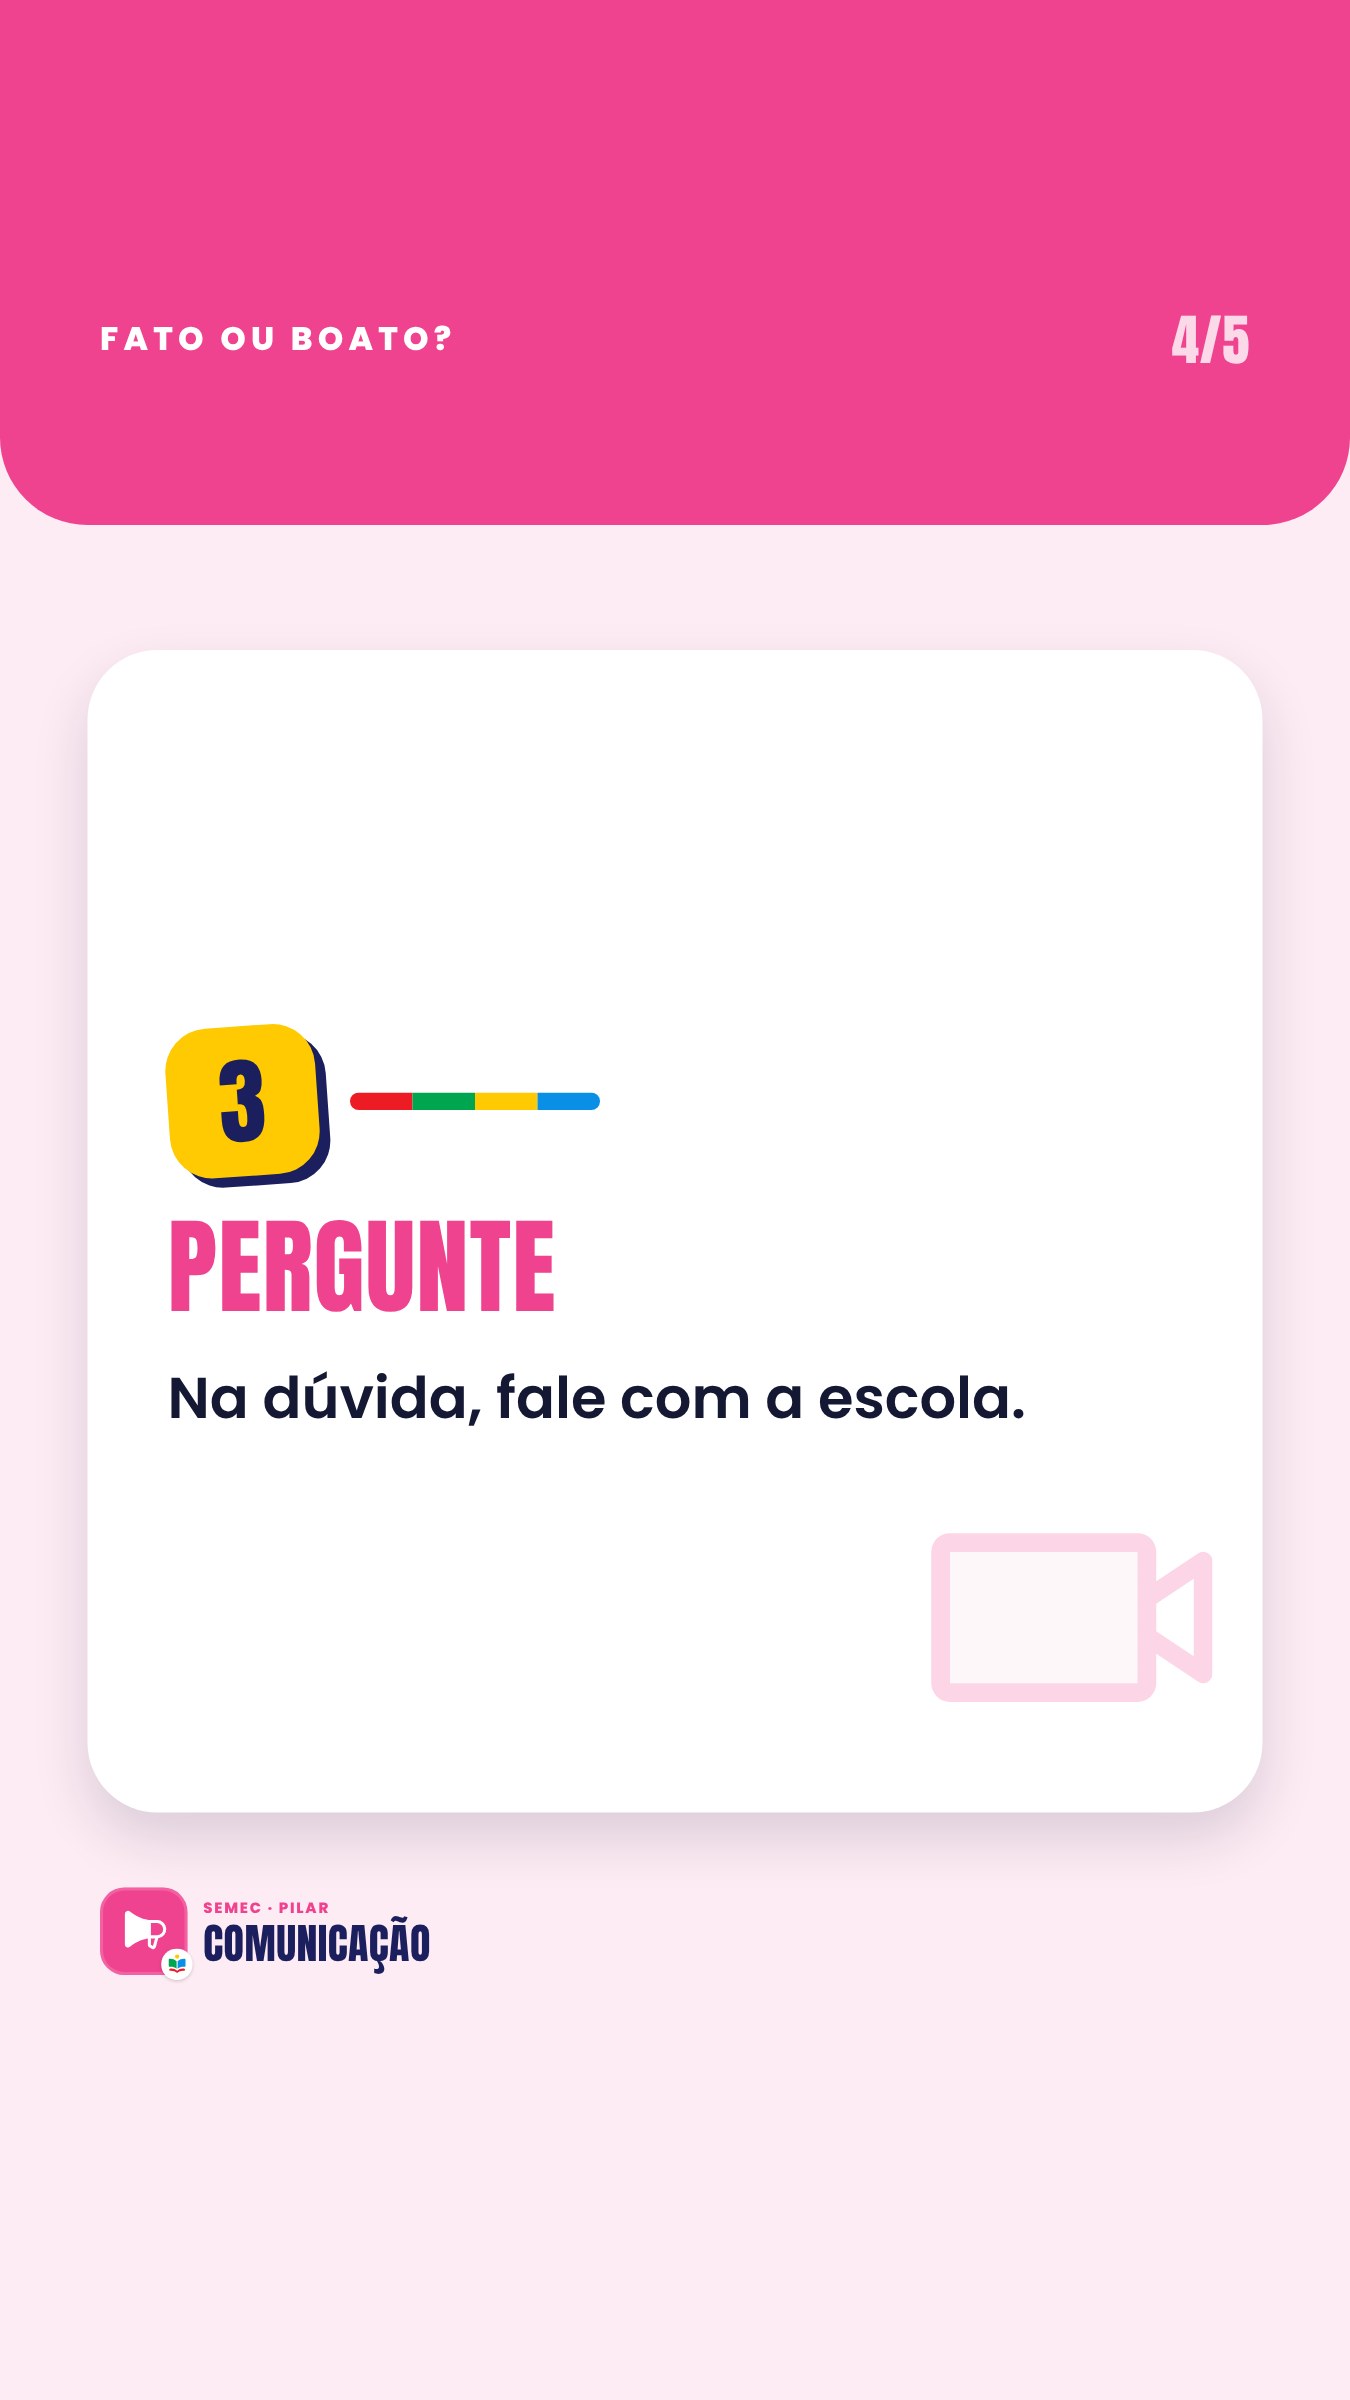 FATO OU BOATO?
4/5
3
PERGUNTE
Na dúvida, fale com a escola.
SEMEC · PILAR
COMUNICAÇÃO